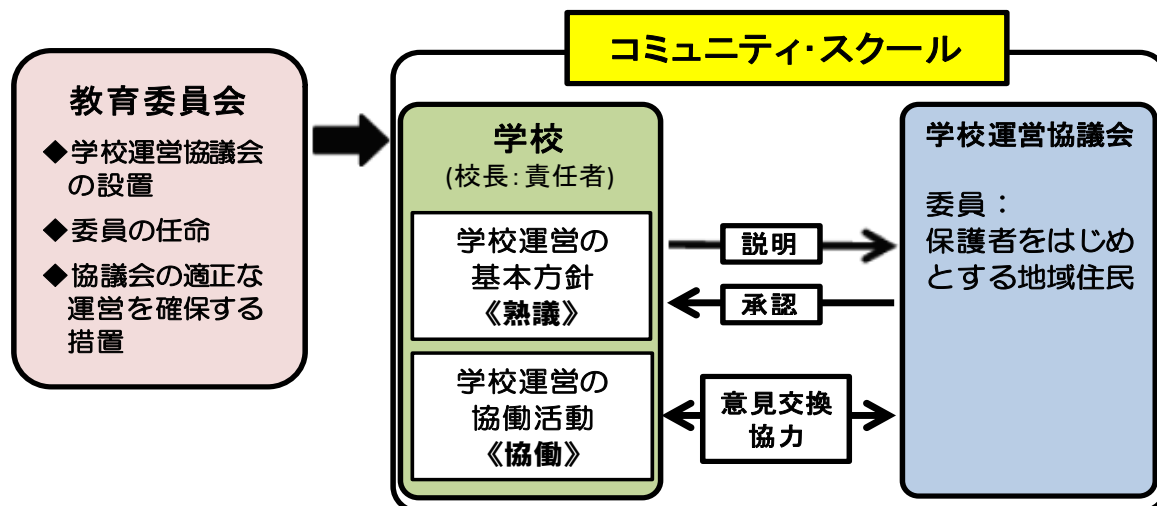 コミュニティ・スクール
教育委員会
◆学校運営協議会
の設置
◆委員の任命
◆協議会の適正な
運営を確保する
措置
学校
(校長：責任者)
学校運営の
基本方針
《熟議》
学校運営の
協働活動
《協働》
説明
承認
意見交換
協力
学校運営協議会
委員：
保護者をはじめ
とする地域住民